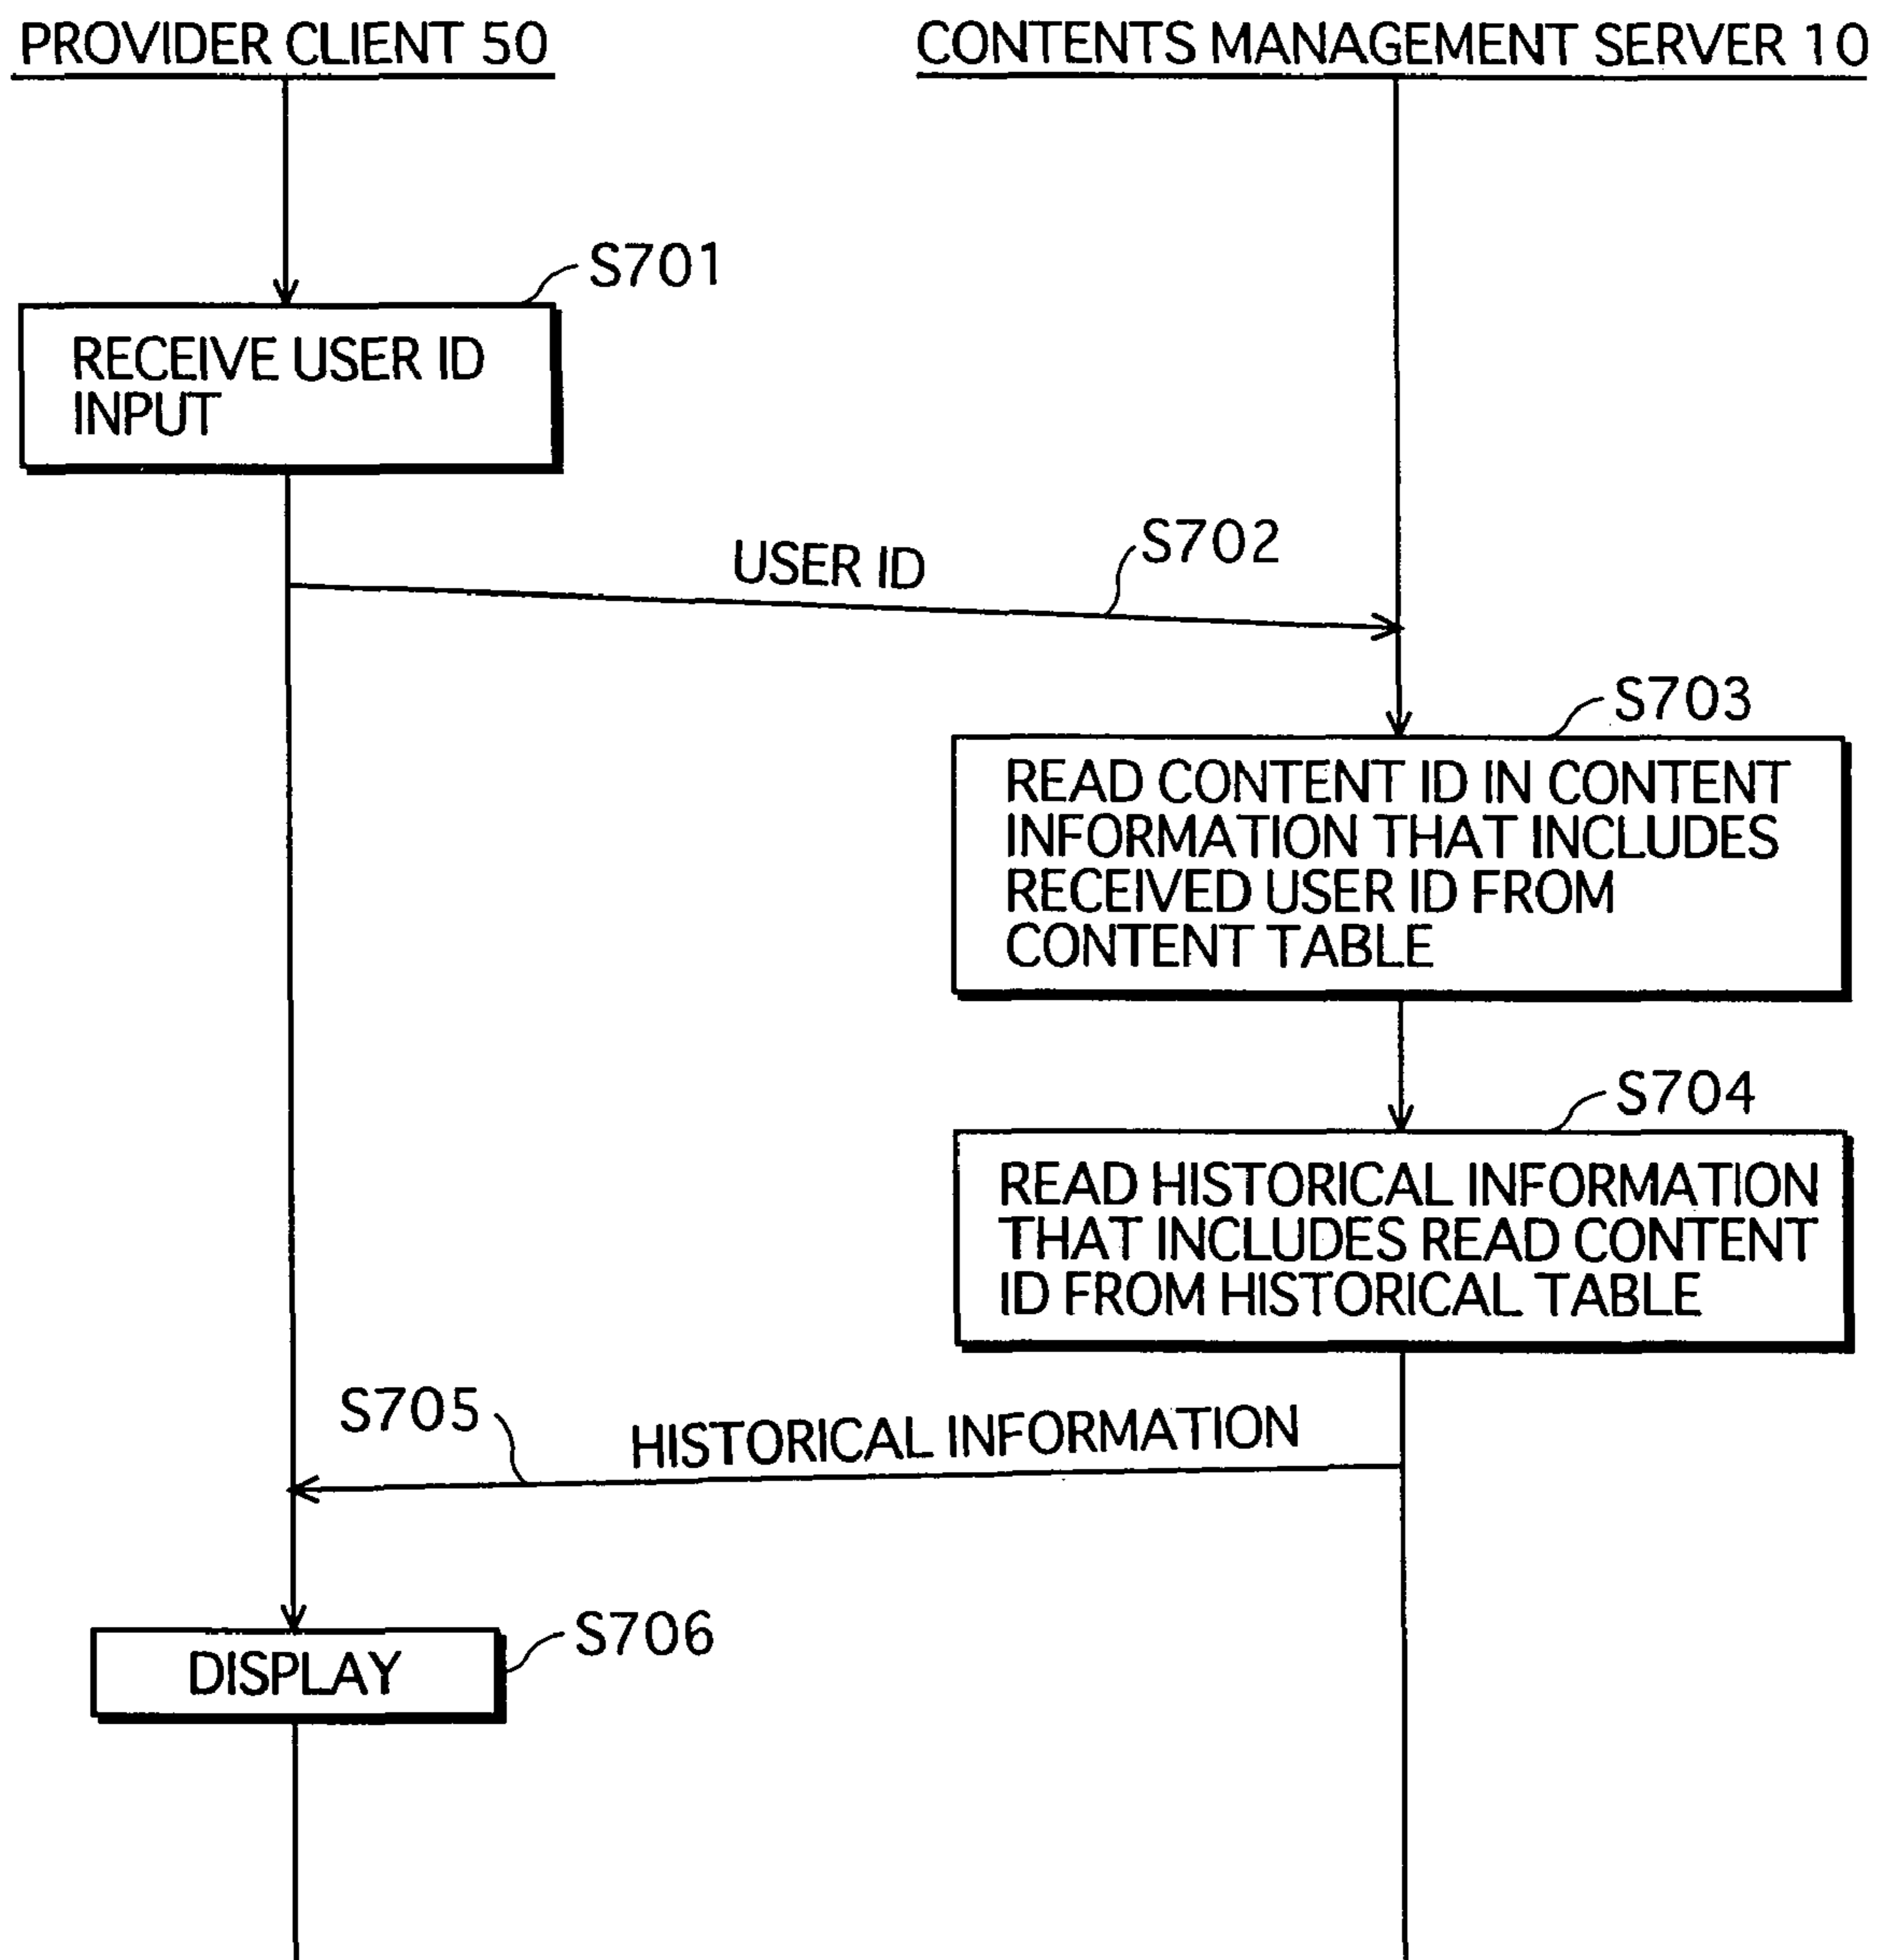 PROVIDER CLIENT 50
CONTENTS MANAGEMENT SERVER 10
S701
RECEIVE USER ID
INPUT
USER ID
S702
S703
READ CONTENT ID IN CONTENT
INFORMATION THAT INCLUDES
RECEIVED USER ID FROM
CONTENT TABLE
S704
READ HISTORICAL INFORMATION
THAT INCLUDES READ CONTENT
ID FROM HISTORICAL TABLE
S705
HISTORICAL INFORMATION
S706
DISPLAY